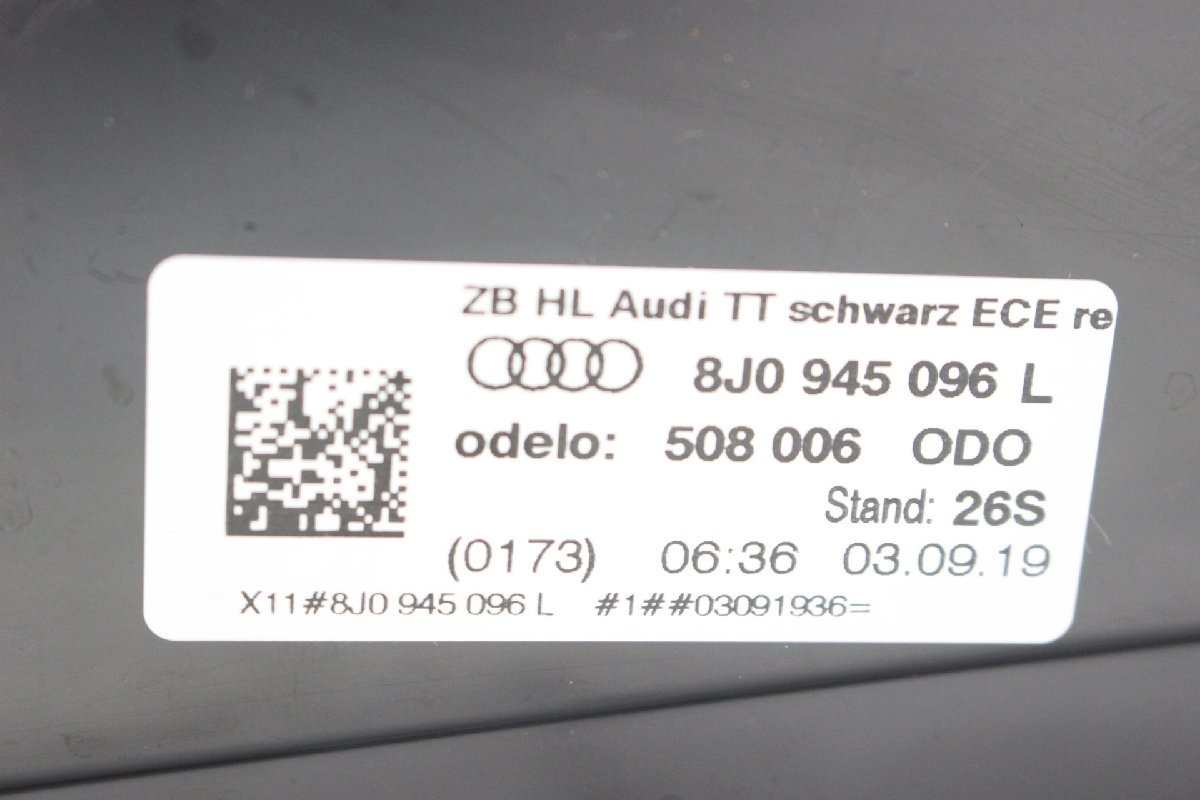 ZB HL Audi TT schwarz ECE re
8J0 945 096 L
odelo: 508 006 ODO
Stand: 26S
(0173) 06:36 03.09.19
X11#8J0 945 096 L #1##03091936=